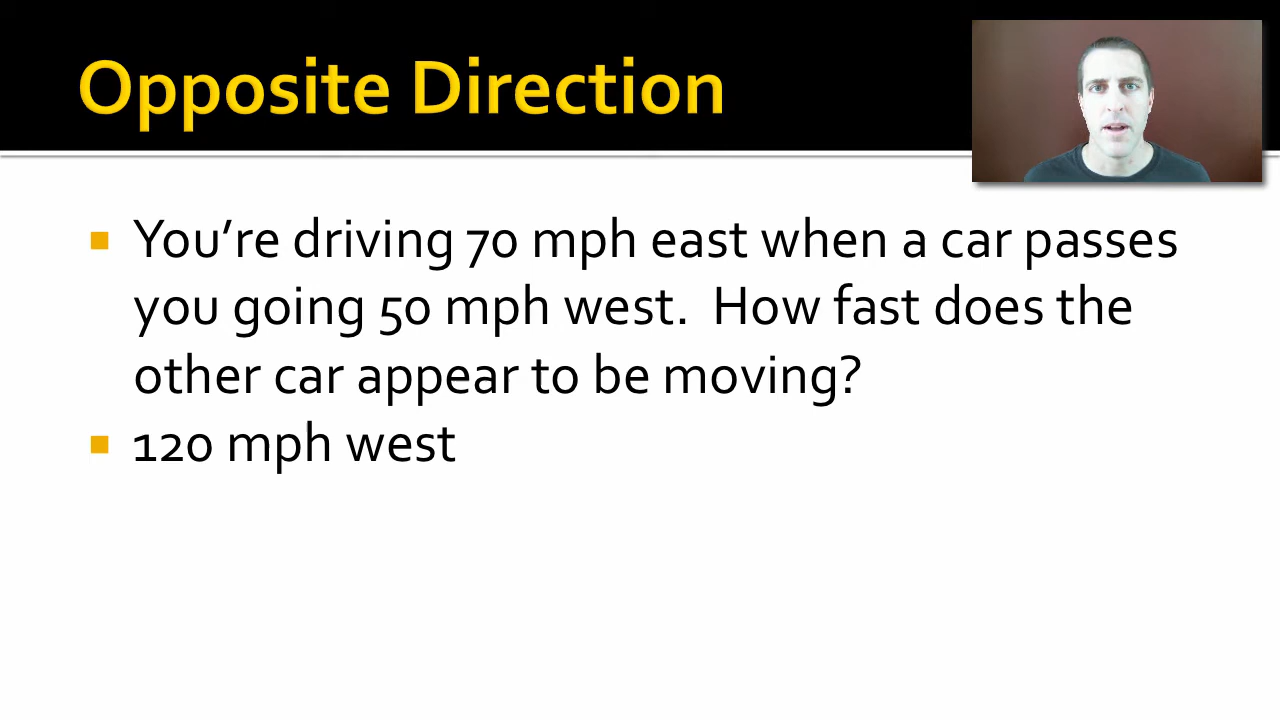 Opposite Direction
You’re driving 70 mph east when a car passes
you going 50 mph west.  How fast does the
other car appear to be moving?
120 mph west